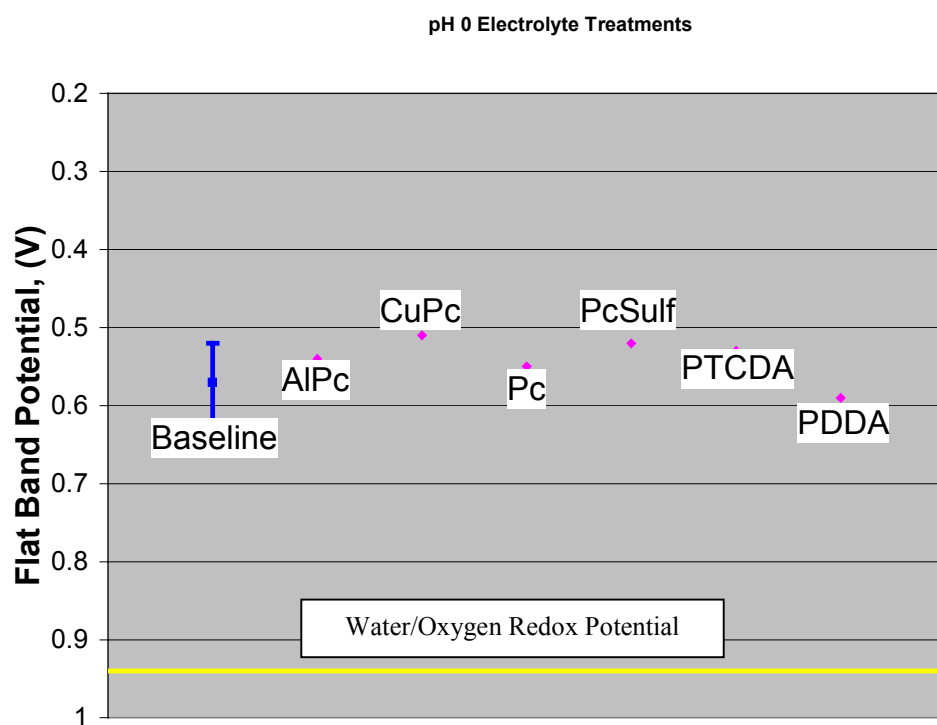 pH 0 Electrolyte Treatments
Flat Band Potential, (V)
0.2
0.3
0.4
0.5
0.6
0.7
0.8
0.9
1
CuPc
PcSulf
AlPc
Pc
PTCDA
Baseline
PDDA
Water/Oxygen Redox Potential